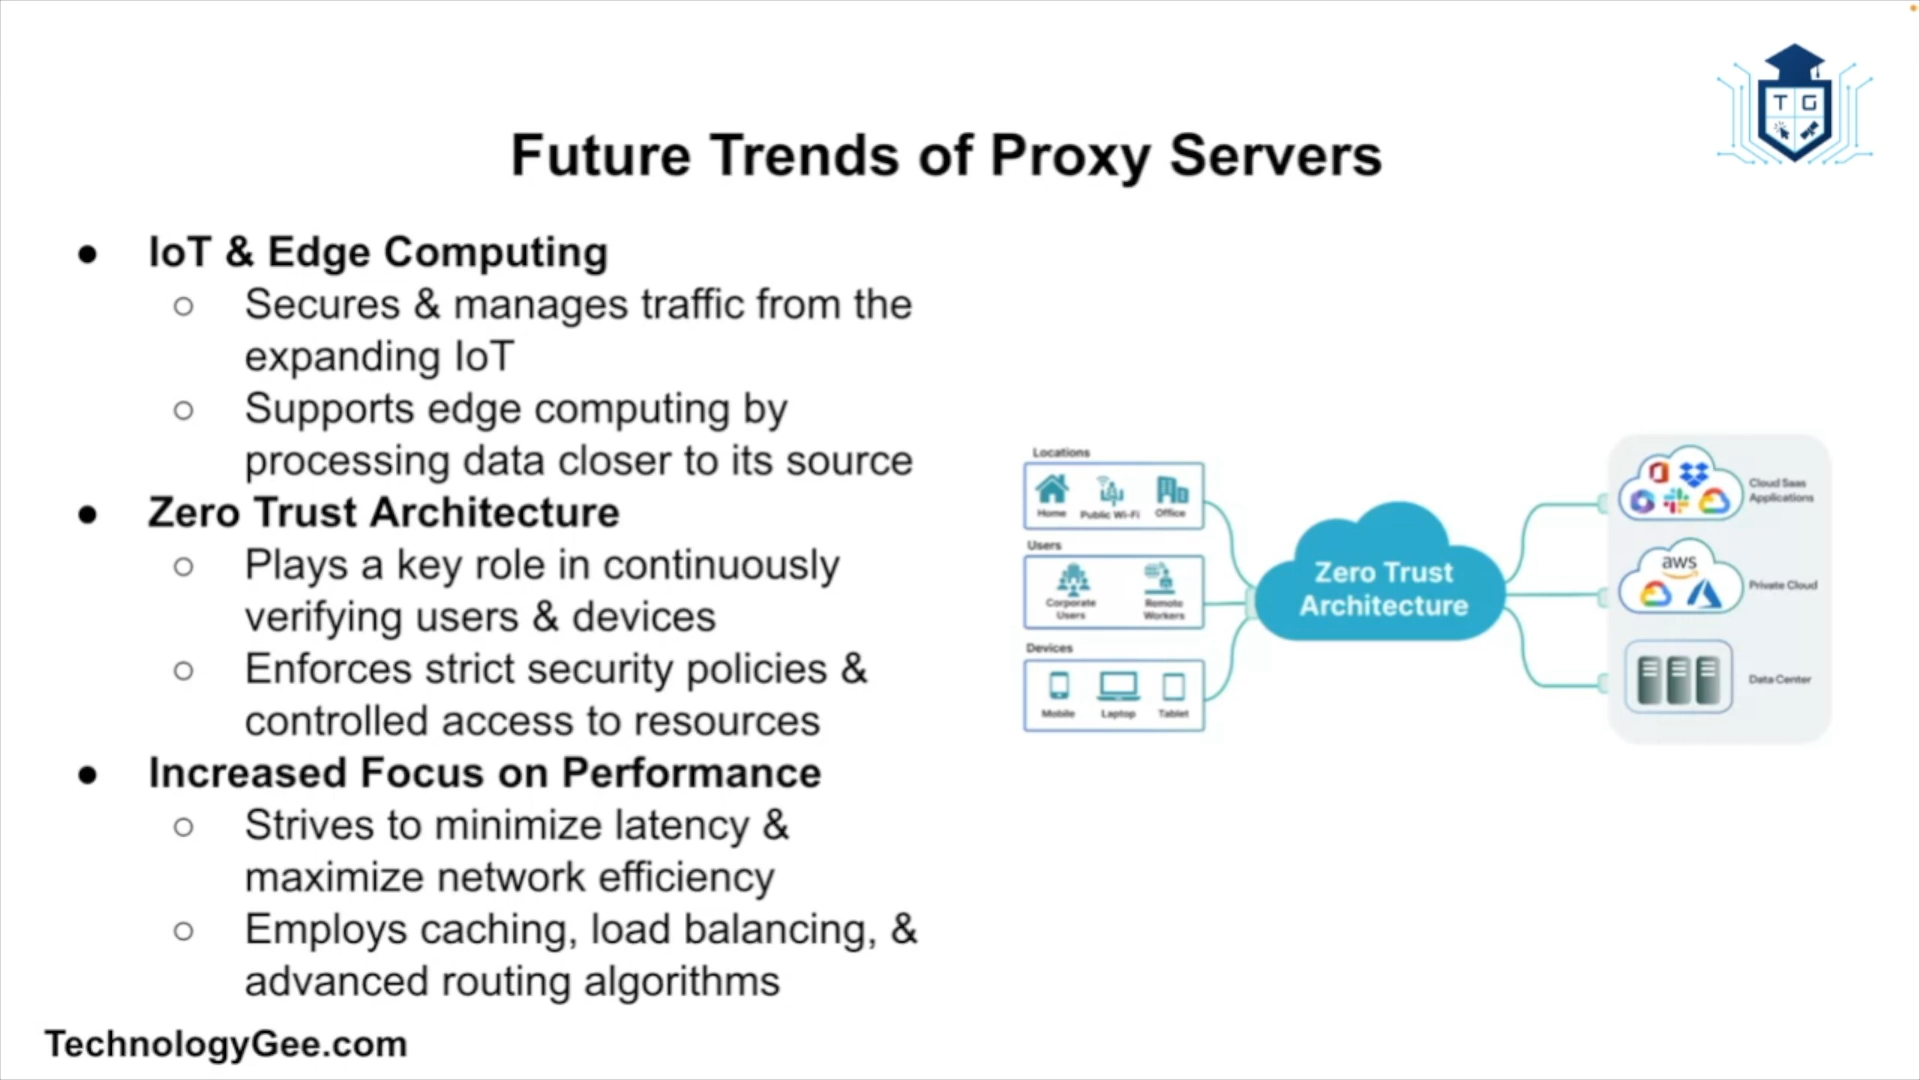 T G
Future Trends of Proxy Servers
● IoT & Edge Computing
○ Secures & manages traffic from the
expanding IoT
○ Supports edge computing by
processing data closer to its source
● Zero Trust Architecture
○ Plays a key role in continuously
verifying users & devices
○ Enforces strict security policies &
controlled access to resources
● Increased Focus on Performance
○ Strives to minimize latency &
maximize network efficiency
○ Employs caching, load balancing, &
advanced routing algorithms
Locations
Home Public Wi-Fi Office
Users
Corporate
Users
Remote
Workers
Devices
Mobile Laptop Tablet
Zero Trust
Architecture
Cloud Saas
Applications
aws
Private Cloud
Data Center
TechnologyGee.com